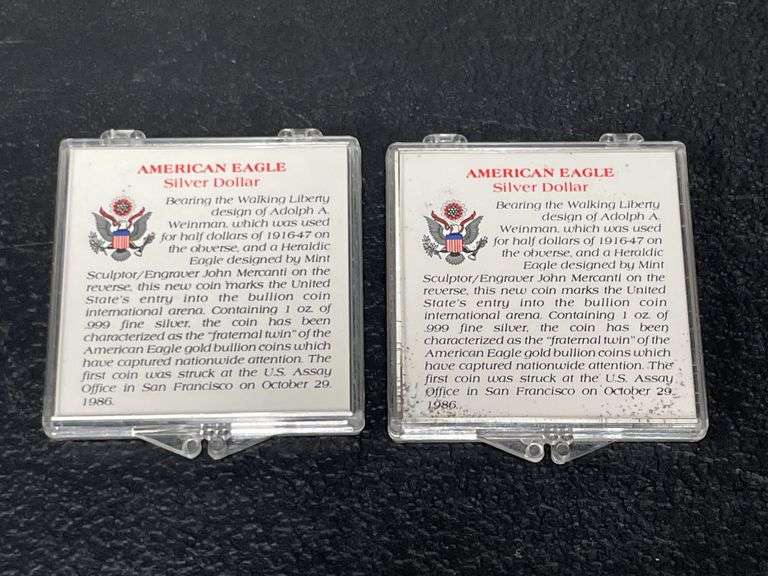 AMERICAN EAGLE
Silver Dollar
Bearing the Walking Liberty
design of Adolph A.
Weinman, which was used
for half dollars of 1916-47 on
the obverse, and a Heraldic
Eagle designed by Mint
Sculptor/Engraver John Mercanti on the
reverse, this new coin marks the United
State's entry into the bullion coin
international arena. Containing 1 oz. of
.999 fine silver, the coin has been
characterized as the "fraternal twin" of the
American Eagle gold bullion coins which
have captured nationwide attention. The
first coin was struck at the U.S. Assay
Office in San Francisco on October 29,
1986.
AMERICAN EAGLE
Silver Dollar
Bearing the Walking Liberty
design of Adolph A.
Weinman, which was used
for half dollars of 1916-47 on
the obverse, and a Heraldic
Eagle designed by Mint
Sculptor/Engraver John Mercanti on the
reverse, this new coin marks the United
State's entry into the bullion coin
international arena. Containing 1 oz. of
.999 fine silver, the coin has been
characterized as the "fraternal twin" of the
American Eagle gold bullion coins which
have captured nationwide attention. The
first coin was struck at the U.S. Assay
Office in San Francisco on October 29,
1986.